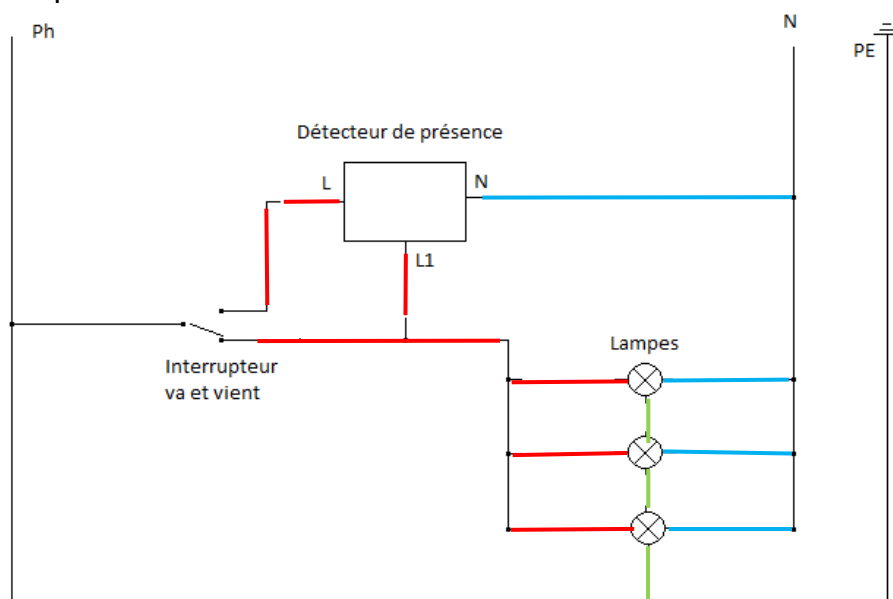 Ph
N
PE
Détecteur de présence
L
N
L1
Interrupteur
va et vient
Lampes